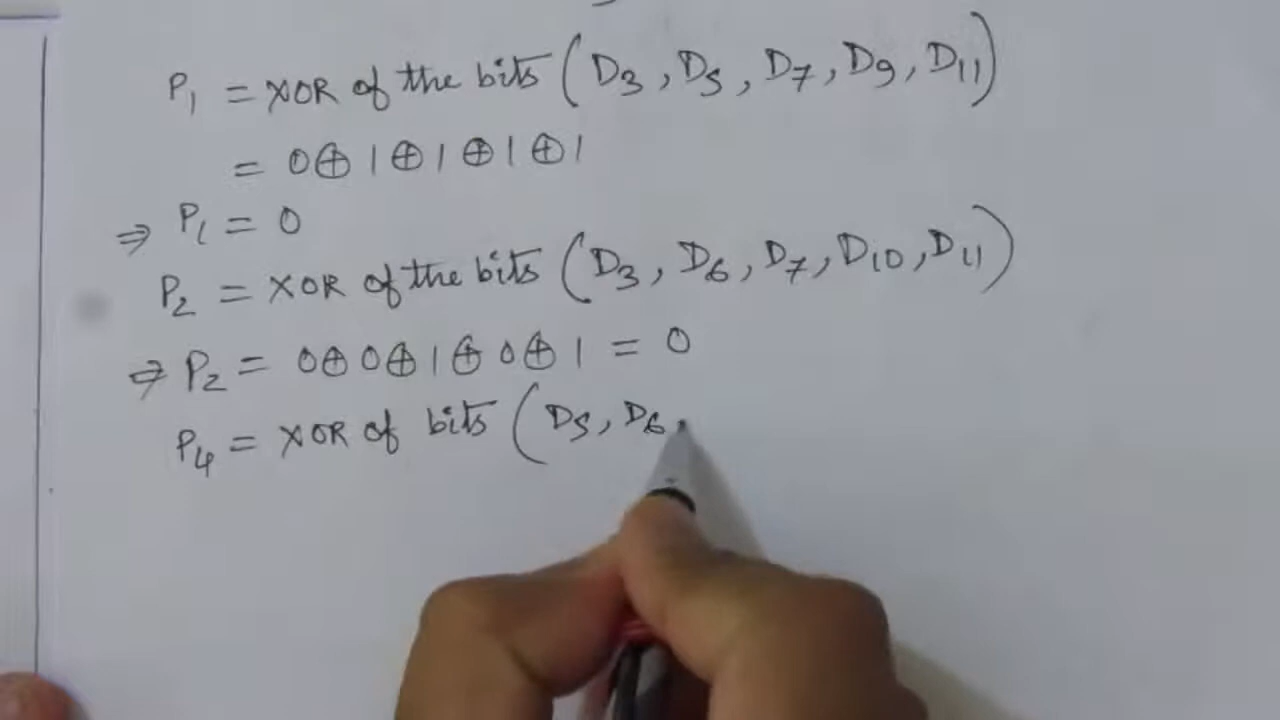 P1 = XOR of the bits (D3, D5, D7, D9, D11)
= 0⊕1⊕1⊕1⊕1
⇒ P1 = 0
P2 = XOR of the bits (D3, D6, D7, D10, D11)
⇒ P2 = 0⊕0⊕1⊕0⊕1 = 0
P4 = XOR of bits (D5, D6,